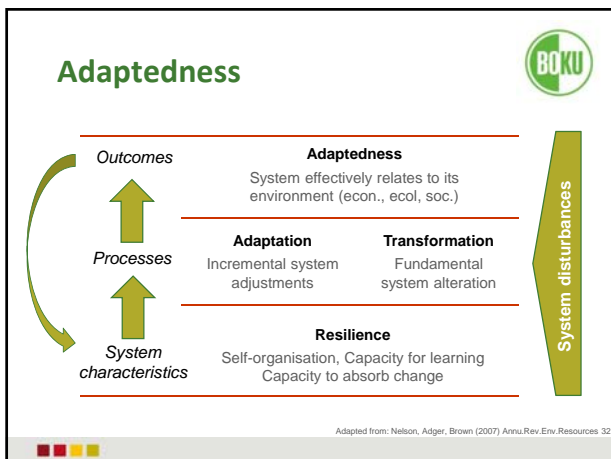 Adaptedness
BOKU
Outcomes
Adaptedness
System effectively relates to its
environment (econ., ecol, soc.)
Processes
Adaptation
Incremental system
adjustments
Transformation
Fundamental
system alteration
System
characteristics
Resilience
Self-organisation, Capacity for learning
Capacity to absorb change
System disturbances
Adapted from: Nelson, Adger, Brown (2007) Annu.Rev.Env.Resources 32